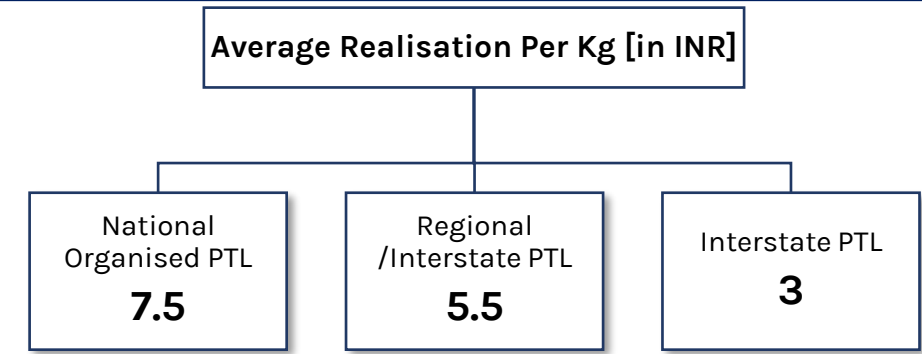 Average Realisation Per Kg [in INR]
National
Organised PTL
7.5
Regional
/Interstate PTL
5.5
Interstate PTL
3